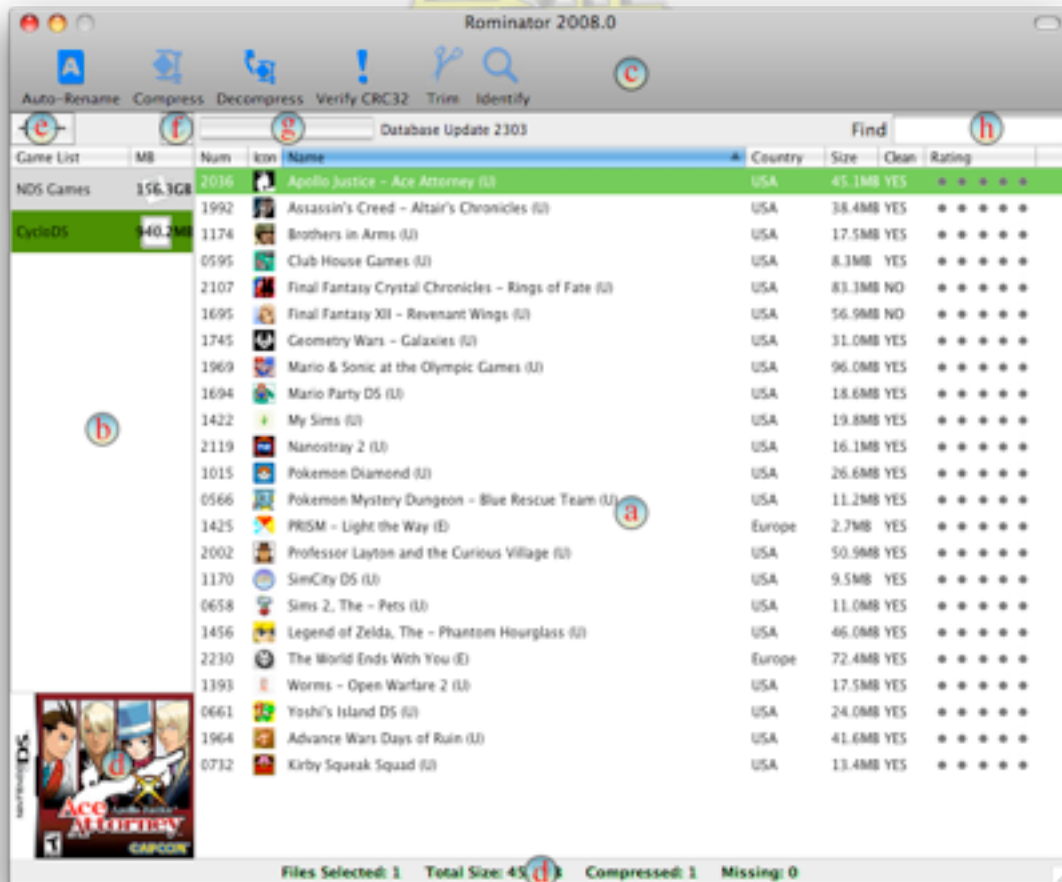 Rominator 2008.0
c
Auto-Rename Compress Decompress Verify CRC32 Trim Identify
e f g Database Update 2303 Find h
Game List MB Num Icon Name Country Size Clean Rating
NDS Games 156.3GB
CycloDS 940.2MB
2036 Apollo Justice - Ace Attorney (U) USA 45.1MB YES
1992 Assassin's Creed - Altair's Chronicles (U) USA 38.4MB YES
1174 Brothers in Arms (U) USA 17.5MB YES
0595 Club House Games (U) USA 8.3MB YES
2107 Final Fantasy Crystal Chronicles - Rings of Fate (U) USA 83.3MB NO
1695 Final Fantasy XII - Revenant Wings (U) USA 56.9MB NO
1745 Geometry Wars - Galaxies (U) USA 31.0MB YES
1969 Mario & Sonic at the Olympic Games (U) USA 96.0MB YES
1694 Mario Party DS (U) USA 18.6MB YES
b
1422 My Sims (U) USA 19.8MB YES
2119 Nanostray 2 (U) USA 16.1MB YES
1015 Pokemon Diamond (U) USA 26.6MB YES
0566 Pokemon Mystery Dungeon - Blue Rescue Team (U) USA 11.2MB YES
a
1425 PRISM - Light the Way (E) Europe 2.7MB YES
2002 Professor Layton and the Curious Village (U) USA 50.9MB YES
1170 SimCity DS (U) USA 9.5MB YES
0658 Sims 2, The - Pets (U) USA 11.0MB YES
1456 Legend of Zelda, The - Phantom Hourglass (U) USA 46.0MB YES
2230 The World Ends With You (E) Europe 72.4MB YES
1393 Worms - Open Warfare 2 (U) USA 17.5MB YES
0661 Yoshi's Island DS (U) USA 24.0MB YES
1964 Advance Wars Days of Ruin (U) USA 41.6MB YES
0732 Kirby Squeak Squad (U) USA 13.4MB YES
d
Apollo Justice
Ace Attorney
T
CAPCOM
Files Selected: 1 Total Size: 45 d Compressed: 1 Missing: 0